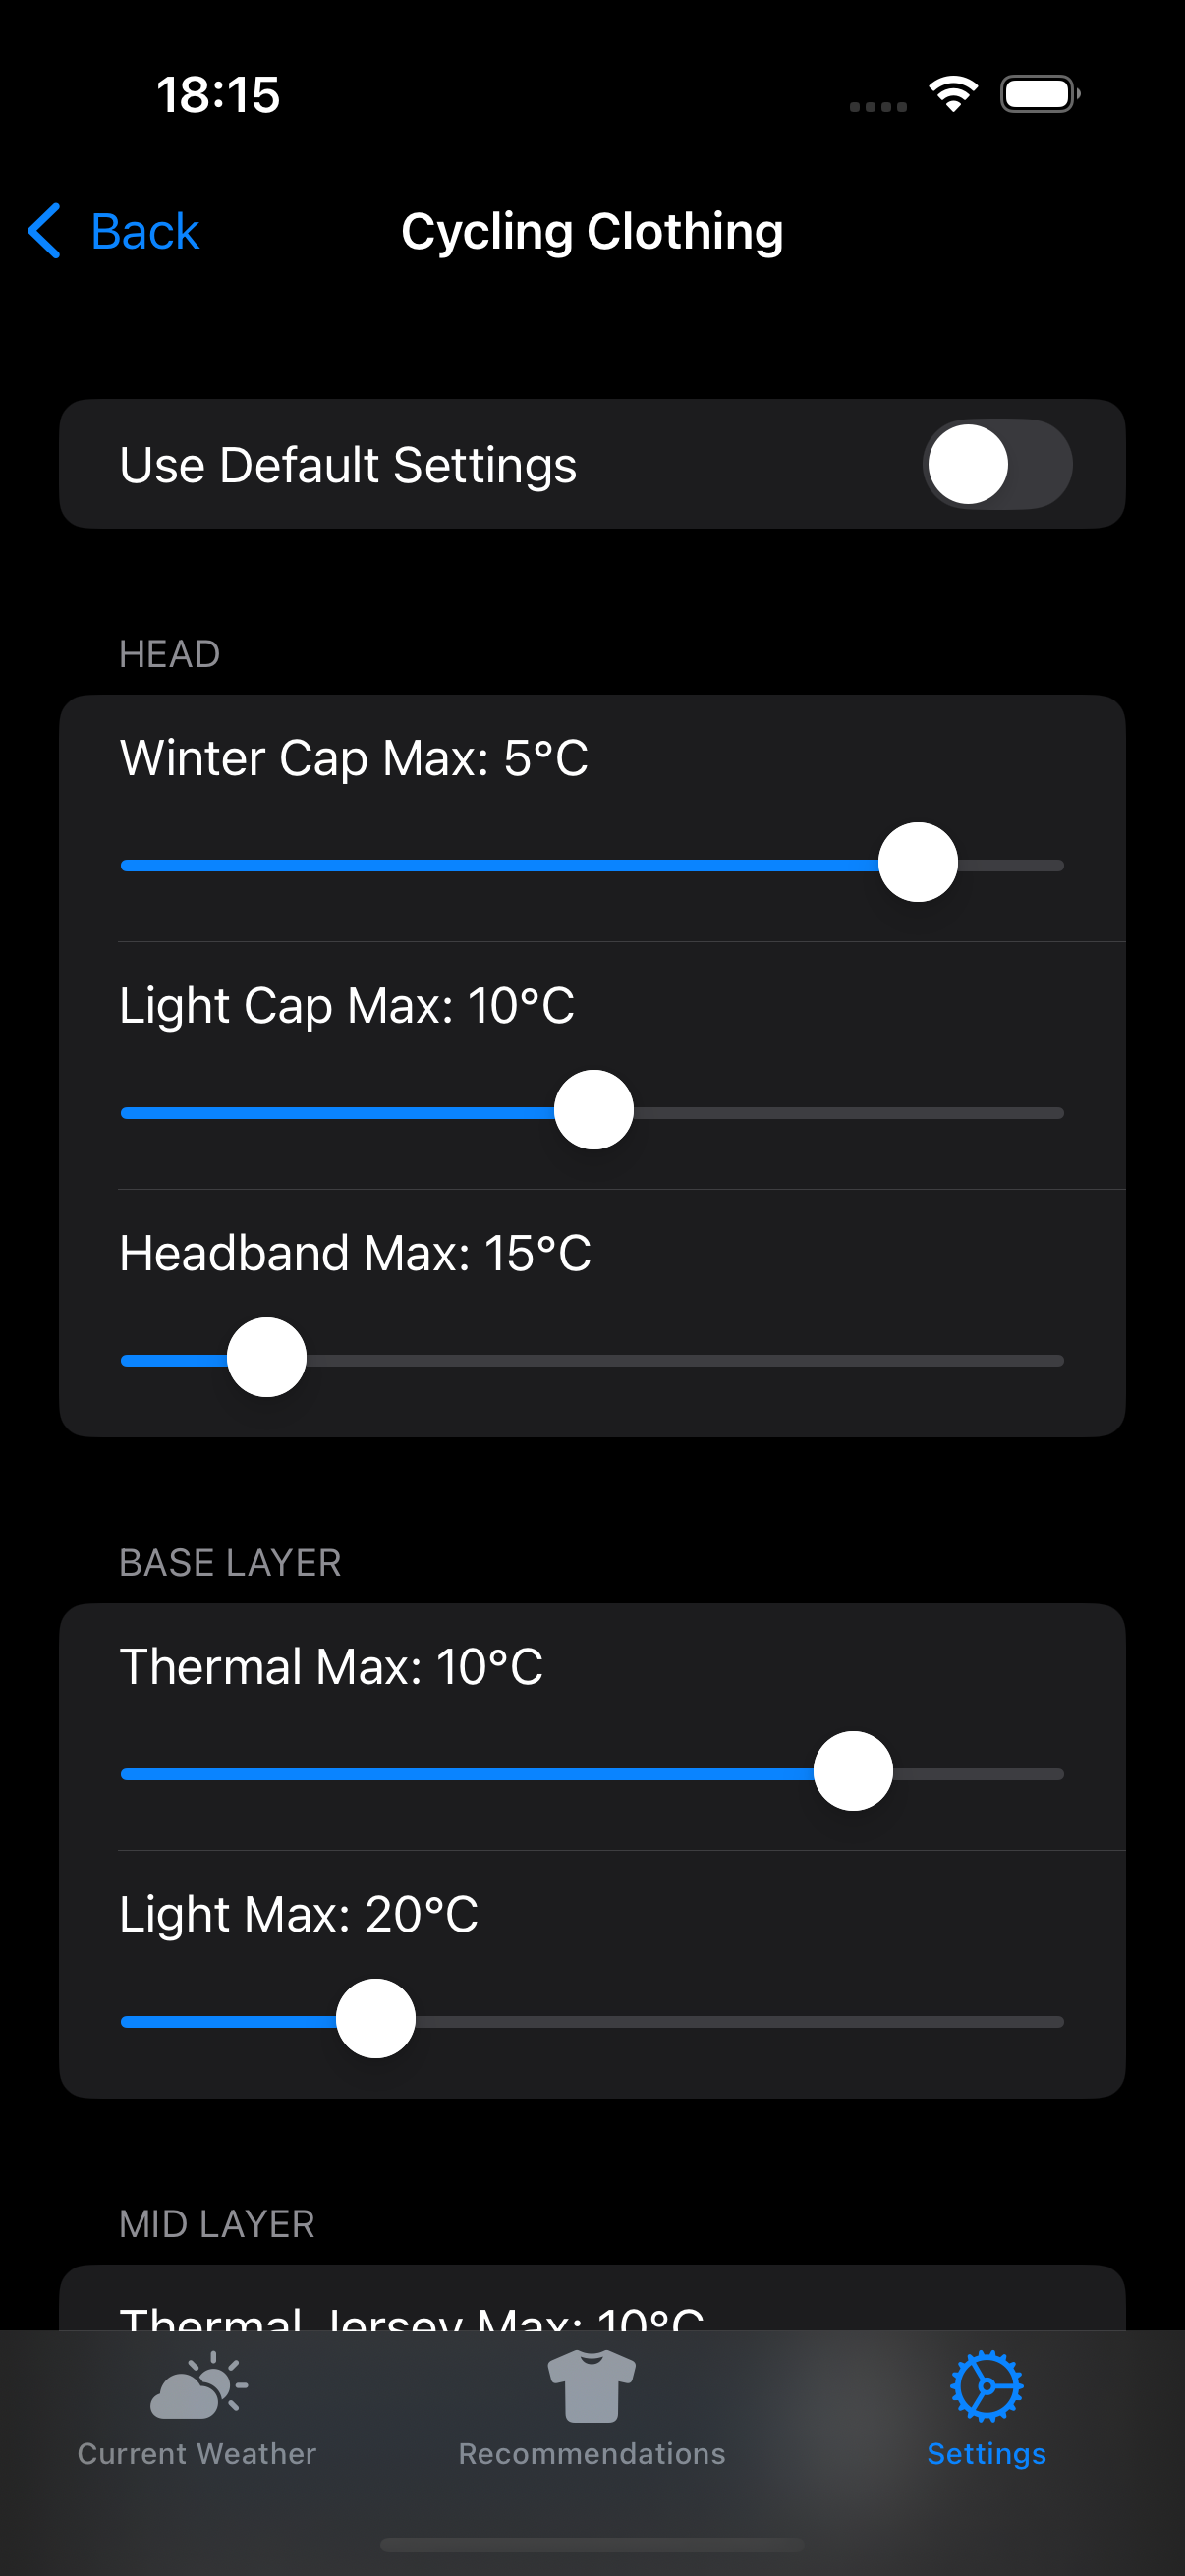 18:15
Back
Cycling Clothing
Use Default Settings
HEAD
Winter Cap Max: 5°C
Light Cap Max: 10°C
Headband Max: 15°C
BASE LAYER
Thermal Max: 10°C
Light Max: 20°C
MID LAYER
Thermal Jersey Max: 10°C
Current Weather
Recommendations
Settings